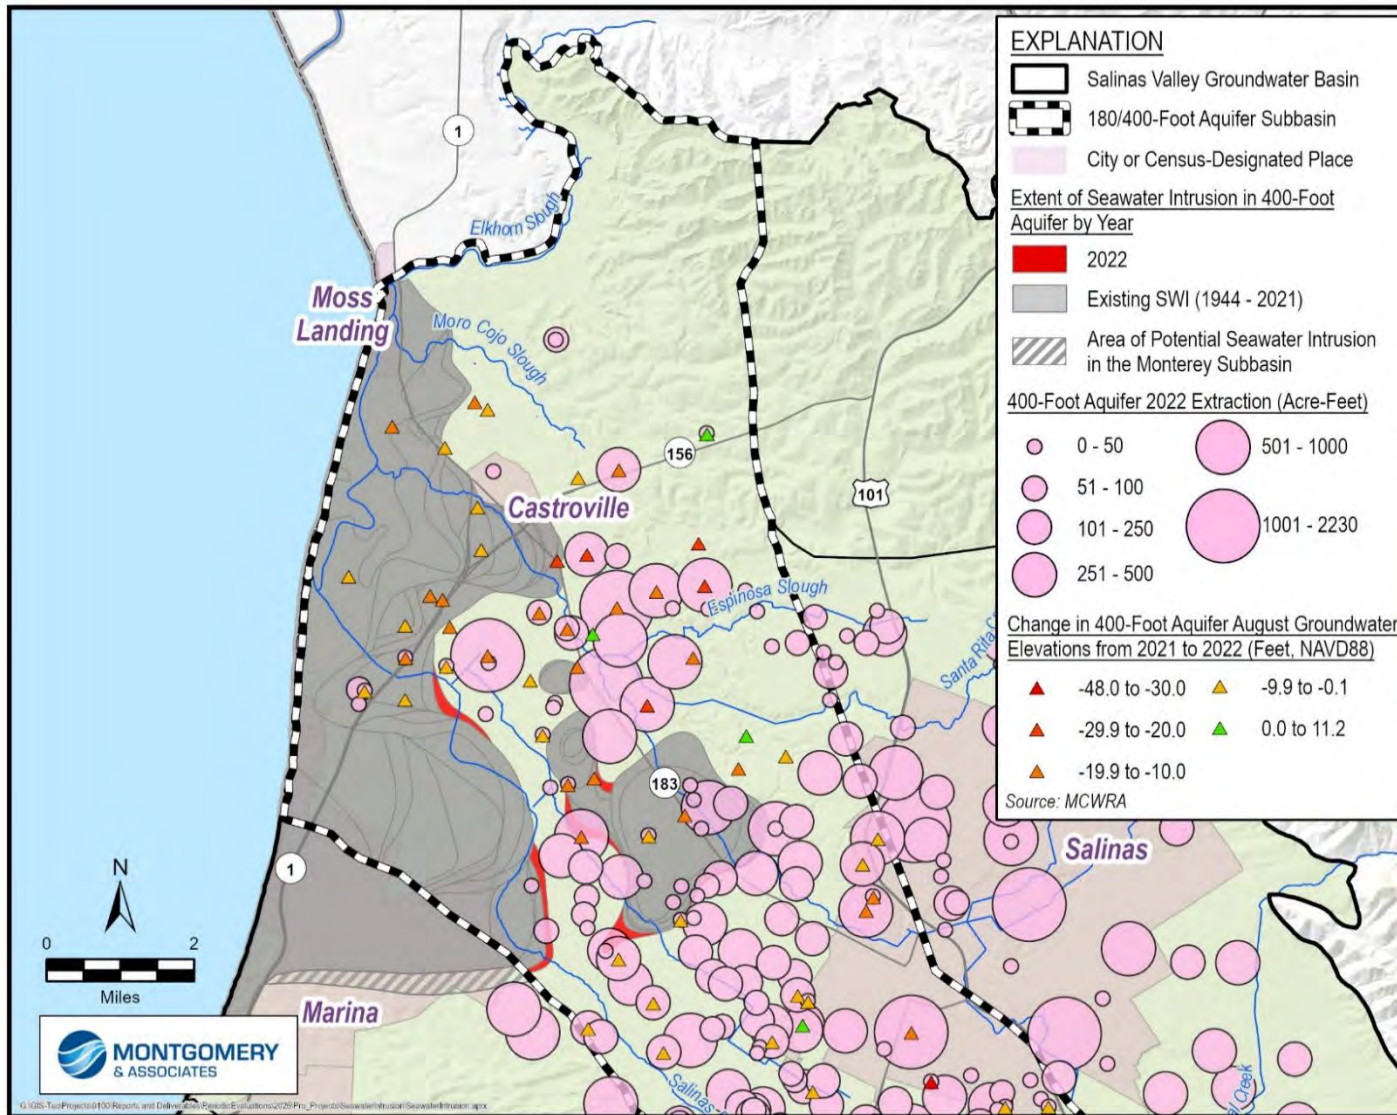 EXPLANATION
Salinas Valley Groundwater Basin
180/400-Foot Aquifer Subbasin
City or Census-Designated Place
Extent of Seawater Intrusion in 400-Foot
Aquifer by Year
2022
Existing SWI (1944 - 2021)
Area of Potential Seawater Intrusion
in the Monterey Subbasin
400-Foot Aquifer 2022 Extraction (Acre-Feet)
0 - 50
501 - 1000
51 - 100
101 - 250
1001 - 2230
251 - 500
Change in 400-Foot Aquifer August Groundwater
Elevations from 2021 to 2022 (Feet, NAVD88)
-48.0 to -30.0
-9.9 to -0.1
-29.9 to -20.0
0.0 to 11.2
-19.9 to -10.0
Source: MCWRA
1
Elkhorn Slough
Moss
Landing
Moro Cojo Slough
156
101
Castroville
Espinosa Slough
Santa Rita
183
Salinas
1
N
0 2
Miles
Marina
Salinas
Creek
MONTGOMERY
& ASSOCIATES